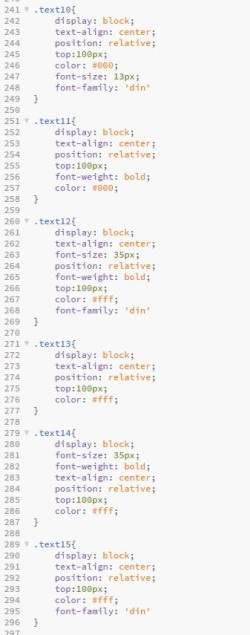 241 .text10{
242 display: block;
243 text-align: center;
244 position: relative;
245 top:100px;
246 color: #000;
247 font-size: 13px;
248 font-family: 'din'
249 }
250
251 .text11{
252 display: block;
253 text-align: center;
254 position: relative;
255 top:100px;
256 font-weight: bold;
257 color: #000;
258 }
259
260 .text12{
261 display: block;
262 text-align: center;
263 font-size: 35px;
264 position: relative;
265 font-weight: bold;
266 top:100px;
267 color: #fff;
268 font-family: 'din'
269 }
270
271 .text13{
272 display: block;
273 text-align: center;
274 position: relative;
275 top:100px;
276 color: #fff;
277 }
278
279 .text14{
280 display: block;
281 font-size: 35px;
282 font-weight: bold;
283 text-align: center;
284 position: relative;
285 top:100px;
286 color: #fff;
287 }
288
289 .text15{
290 display: block;
291 text-align: center;
292 position: relative;
293 top:100px;
294 color: #fff;
295 font-family: 'din'
296 }
297